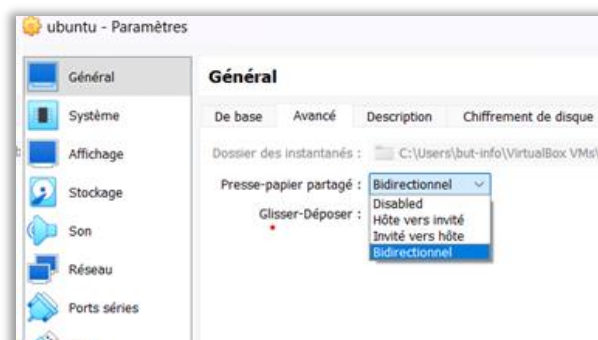 ubuntu - Paramètres
Général
Système
Affichage
Stockage
Son
Réseau
Ports séries
Général
De base Avancé Description Chiffrement de disque
Dossier des instantanés : C:\Users\but-info\VirtualBox VMs\
Presse-papier partagé : Bidirectionnel
Glisser-Déposer :
Disabled
Hôte vers invité
Invité vers hôte
Bidirectionnel